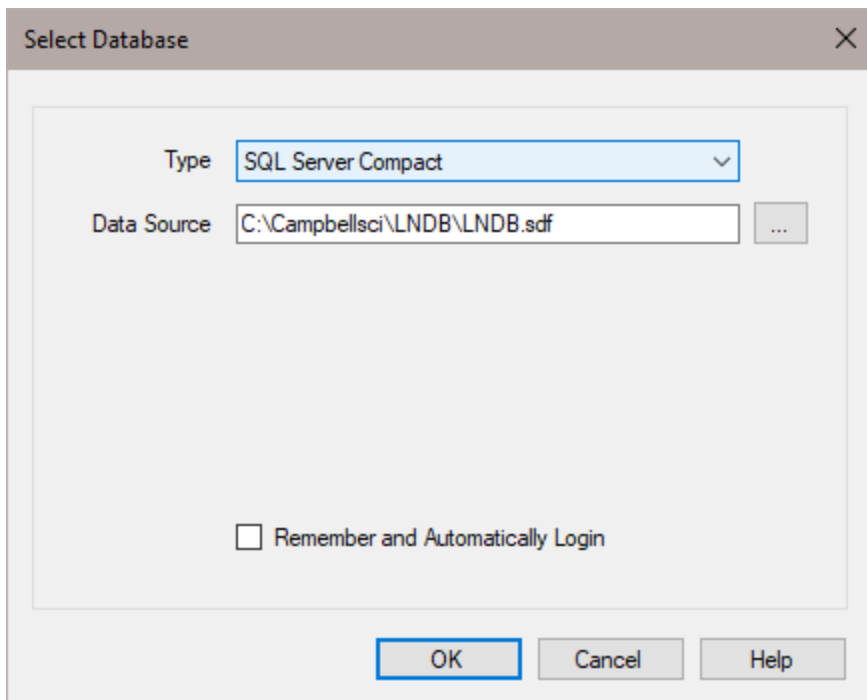 Select Database
Type SQL Server Compact
Data Source C:\Campbellsci\LNDB\LNDB.sdf ...
Remember and Automatically Login
OK Cancel Help